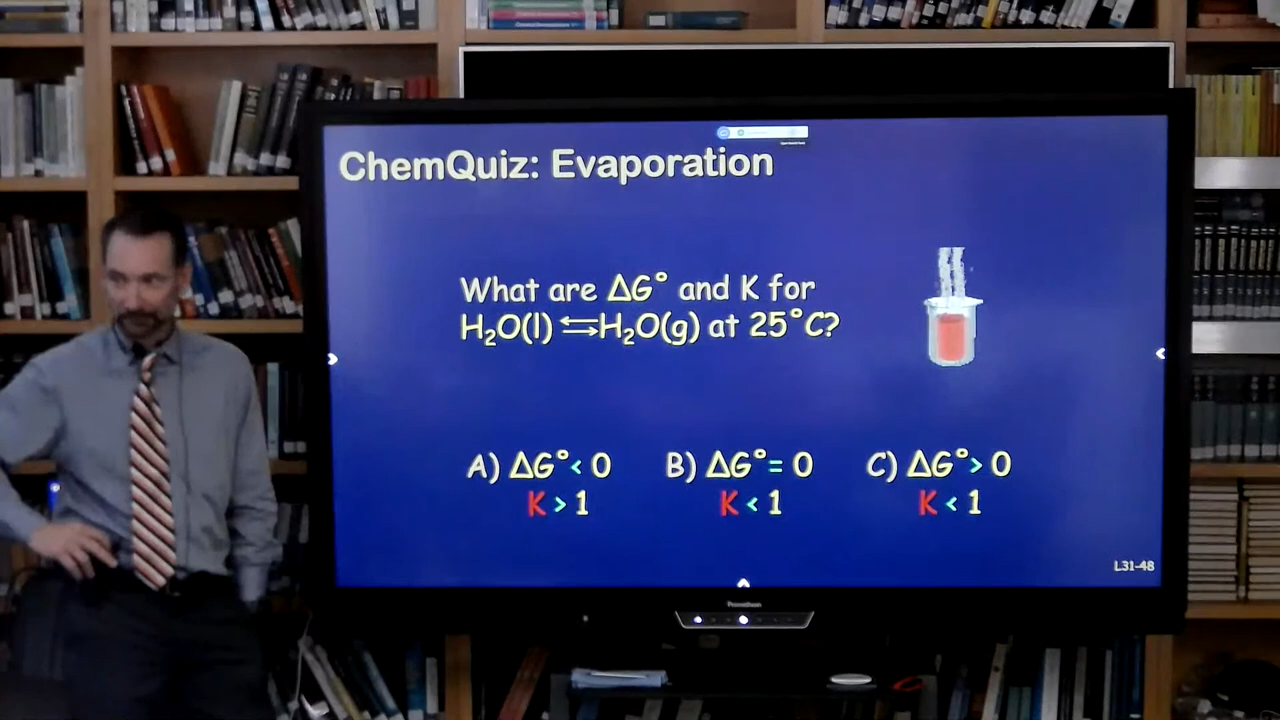 ChemQuiz: Evaporation
What are ΔG° and K for
H₂O(l) ⇆ H₂O(g) at 25°C?
A) ΔG° < 0 B) ΔG° = 0 C) ΔG° > 0
K > 1 K < 1 K < 1
L31-48
Promethean